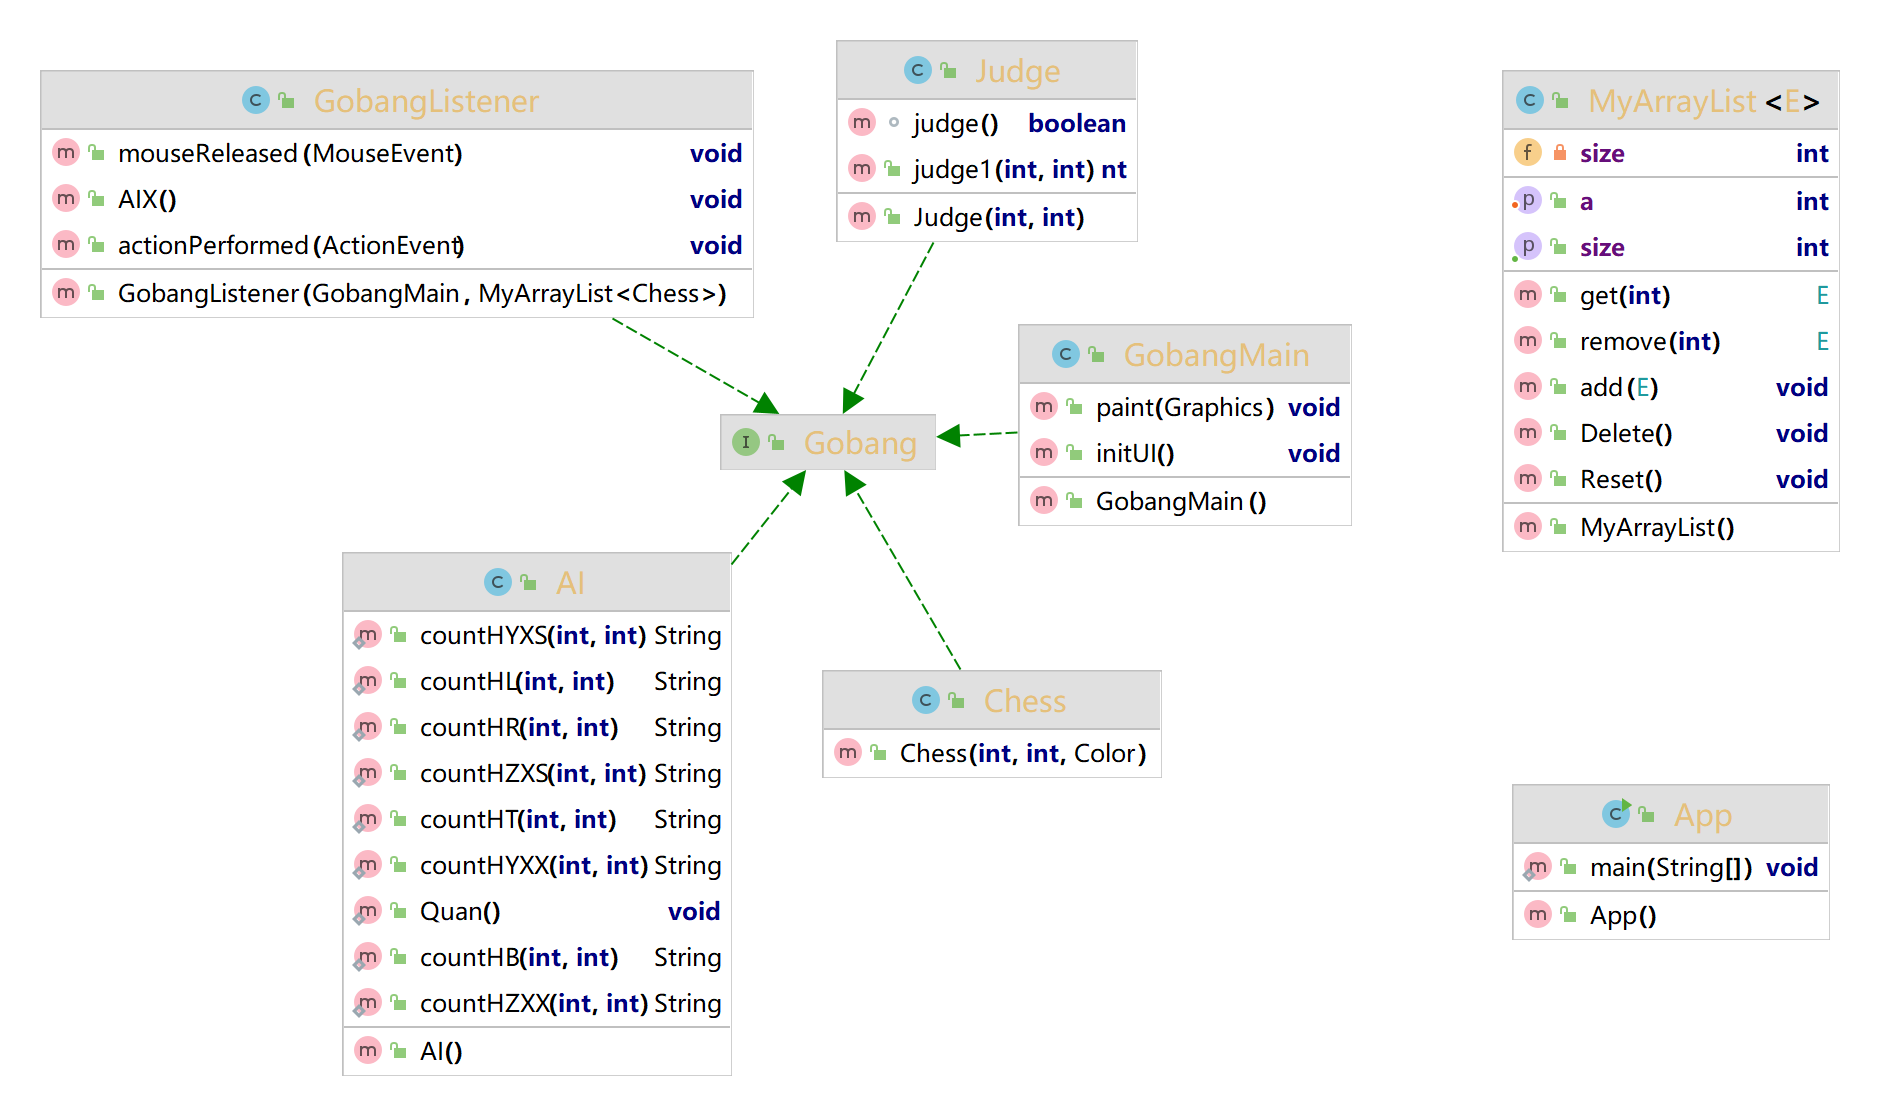 GobangListener
mouseReleased(MouseEvent) void
AIX() void
actionPerformed(ActionEvent) void
GobangListener(GobangMain, MyArrayList<Chess>)
Judge
judge() boolean
judge1(int, int) nt
Judge(int, int)
MyArrayList<E>
size int
a int
size int
get(int) E
remove(int) E
add(E) void
Delete() void
Reset() void
MyArrayList()
GobangMain
paint(Graphics) void
initUI() void
GobangMain()
Gobang
AI
countHYXS(int, int) String
countHL(int, int) String
countHR(int, int) String
countHZXS(int, int) String
countHT(int, int) String
countHYXX(int, int) String
Quan() void
countHB(int, int) String
countHZXX(int, int) String
AI()
Chess
Chess(int, int, Color)
App
main(String[]) void
App()